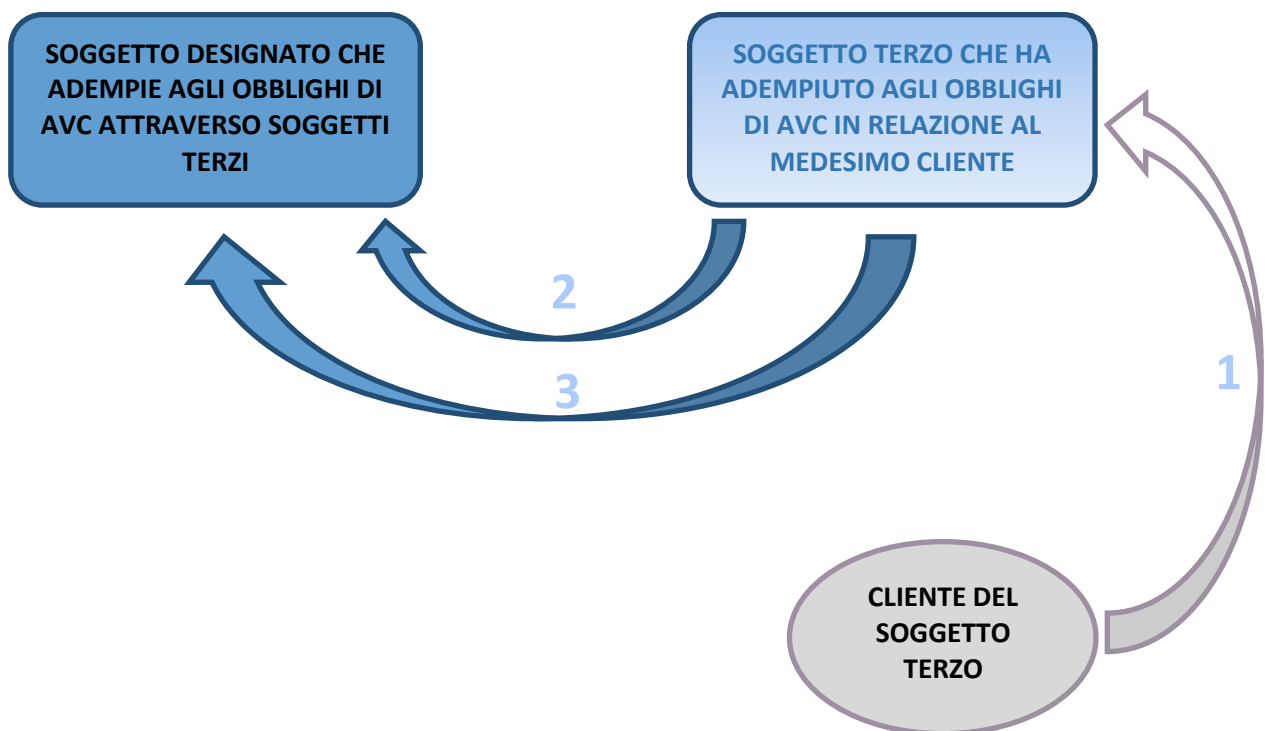 SOGGETTO DESIGNATO CHE
ADEMPIE AGLI OBBLIGHI DI
AVC ATTRAVERSO SOGGETTI
TERZI
SOGGETTO TERZO CHE HA
ADEMPIUTO AGLI OBBLIGHI
DI AVC IN RELAZIONE AL
MEDESIMO CLIENTE
2
3
1
CLIENTE DEL
SOGGETTO
TERZO